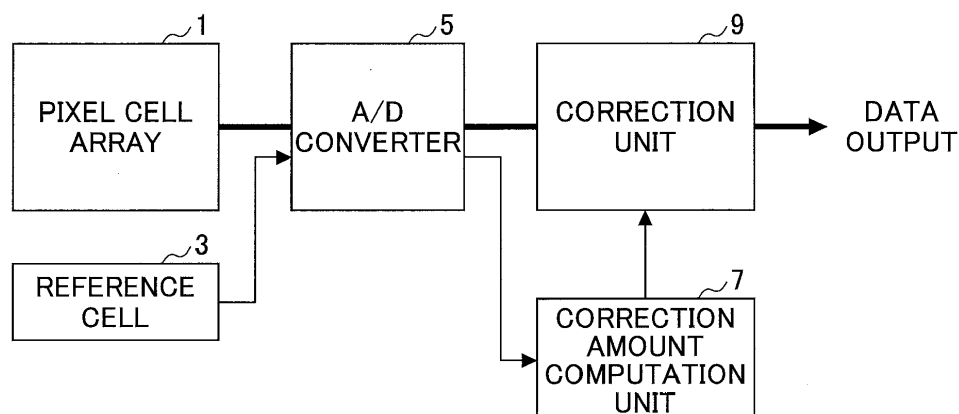 1
PIXEL CELL
ARRAY
5
A/D
CONVERTER
9
CORRECTION
UNIT
DATA
OUTPUT
3
REFERENCE
CELL
7
CORRECTION
AMOUNT
COMPUTATION
UNIT